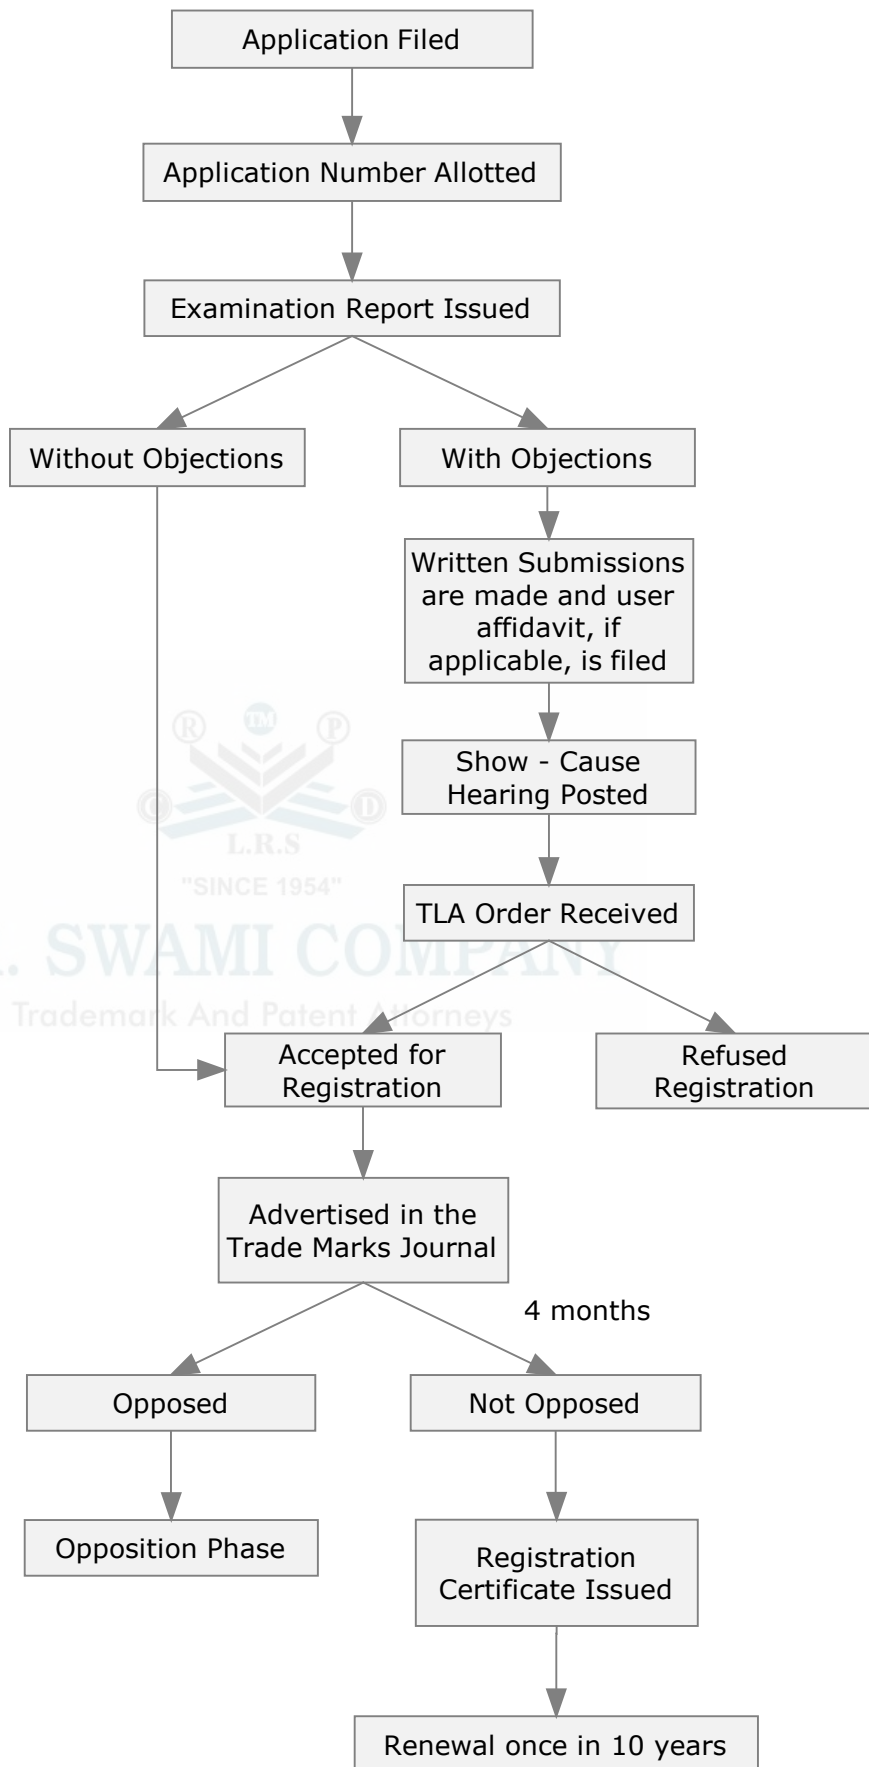 Application Filed
Application Number Allotted
Examination Report Issued
Without Objections
With Objections
Written Submissions
are made and user
affidavit, if
applicable, is filed
Show - Cause
Hearing Posted
R
TM
P
C
D
L.R.S
"SINCE 1954"
TLA Order Received
. SWAMI COMPANY
Trademark And Patent Attorneys
Accepted for
Registration
Refused
Registration
Advertised in the
Trade Marks Journal
4 months
Opposed
Not Opposed
Opposition Phase
Registration
Certificate Issued
Renewal once in 10 years